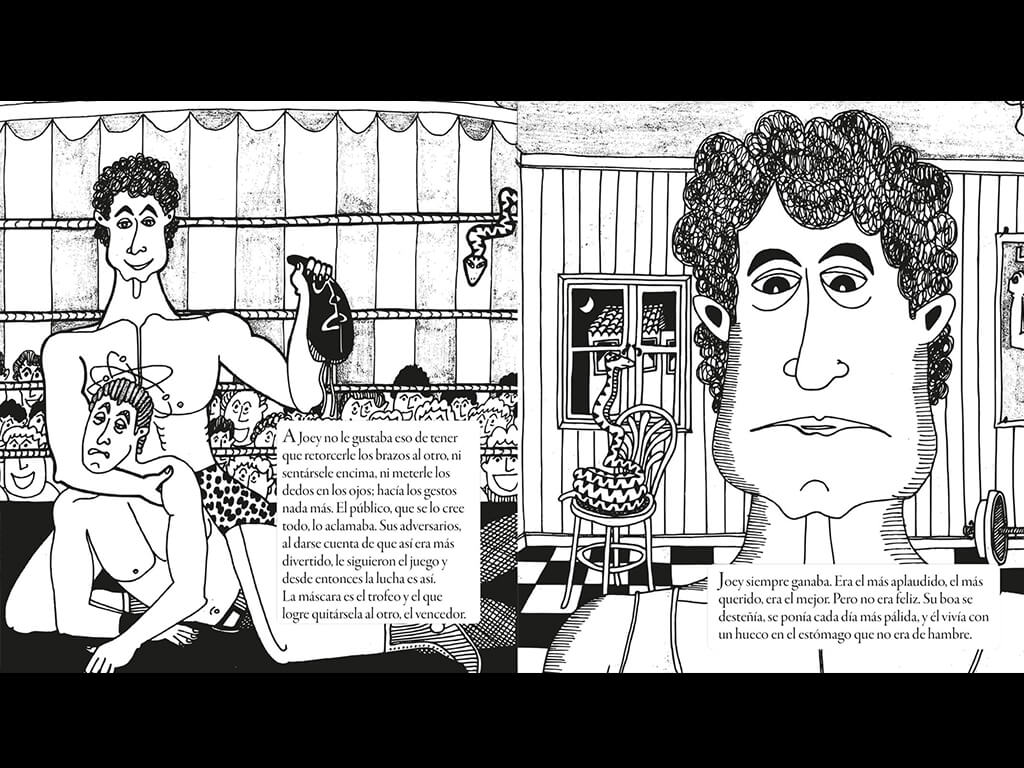 A Joey no le gustaba eso de tener
que retorcerle los brazos al otro, ni
sentársele encima, ni meterle los
dedos en los ojos; hacía los gestos
nada más. El público, que se lo cree
todo, lo aclamaba. Sus adversarios,
al darse cuenta de que así era más
divertido, le siguieron el juego y
desde entonces la lucha es así.
La máscara es el trofeo y el que
logre quitársela al otro, el vencedor.
Joey siempre ganaba. Era el más aplaudido, el más
querido, era el mejor. Pero no era feliz. Su boa se
desteñía, se ponía cada día más pálida, y él vivía con
un hueco en el estómago que no era de hambre.